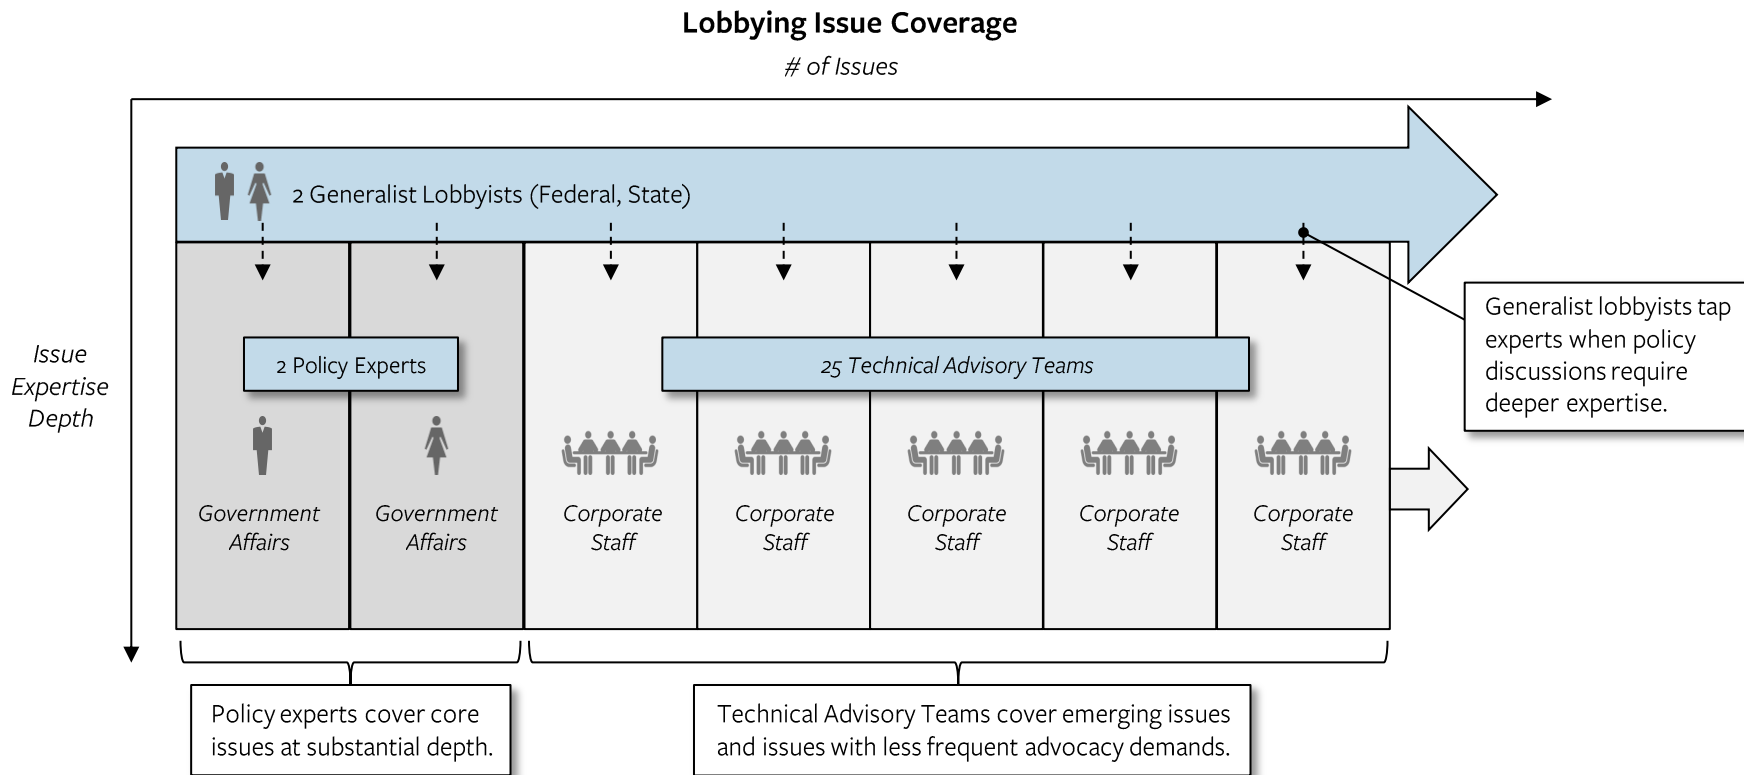 Lobbying Issue Coverage
# of Issues
2 Generalist Lobbyists (Federal, State)
Generalist lobbyists tap
experts when policy
discussions require
deeper expertise.
Issue
Expertise
Depth
2 Policy Experts
25 Technical Advisory Teams
Government
Affairs
Government
Affairs
Corporate
Staff
Corporate
Staff
Corporate
Staff
Corporate
Staff
Corporate
Staff
Policy experts cover core
issues at substantial depth.
Technical Advisory Teams cover emerging issues
and issues with less frequent advocacy demands.